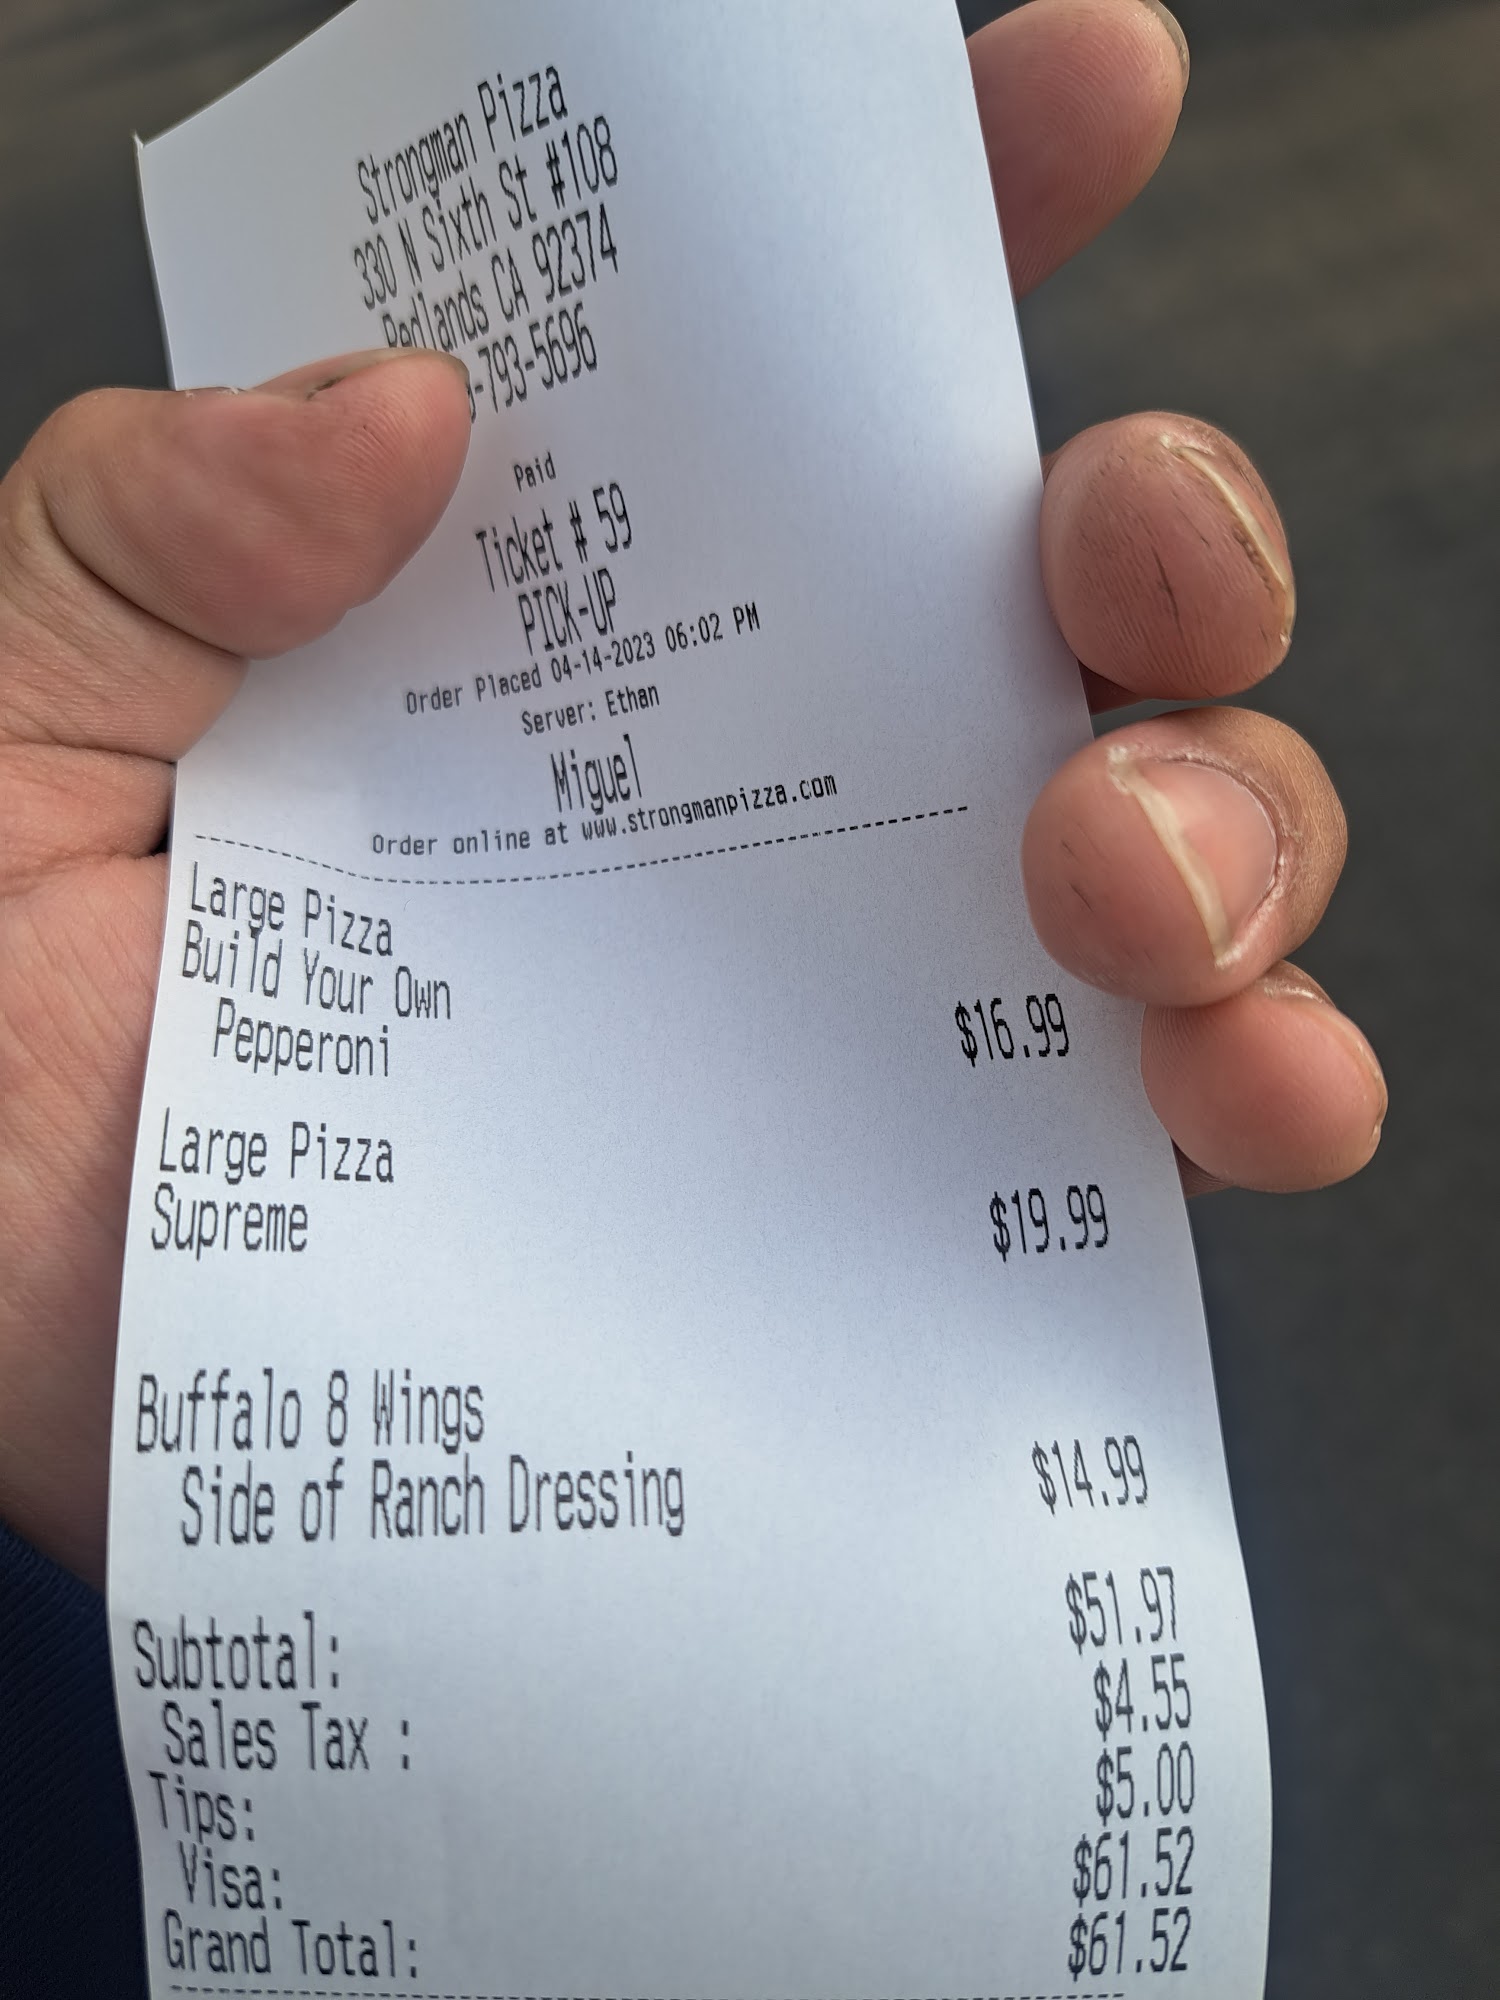 Strongman Pizza
330 N Sixth St #108
Redlands CA 92374
-793-5696
Paid
Ticket # 59
PICK-UP
Order Placed 04-14-2023 06:02 PM
Server: Ethan
Miguel
Order online at www.strongmanpizza.com
Large Pizza
Build Your Own
Pepperoni $16.99
Large Pizza
Supreme $19.99
Buffalo 8 Wings
Side of Ranch Dressing $14.99
Subtotal: $51.97
Sales Tax : $4.55
Tips: $5.00
Visa: $61.52
Grand Total: $61.52